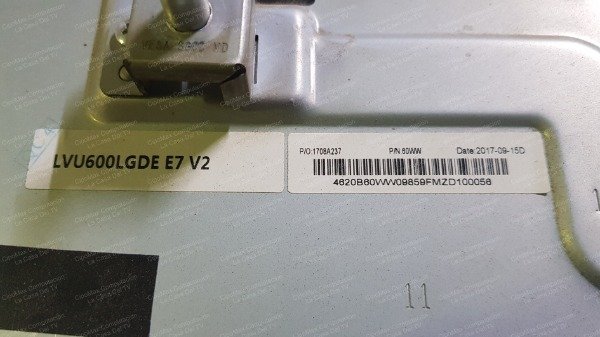 LVU600LGDE E7 V2
P/O:1708A237 P/N.60WW Date:2017-09-15D
4620B60WW09859FMZD100056
11